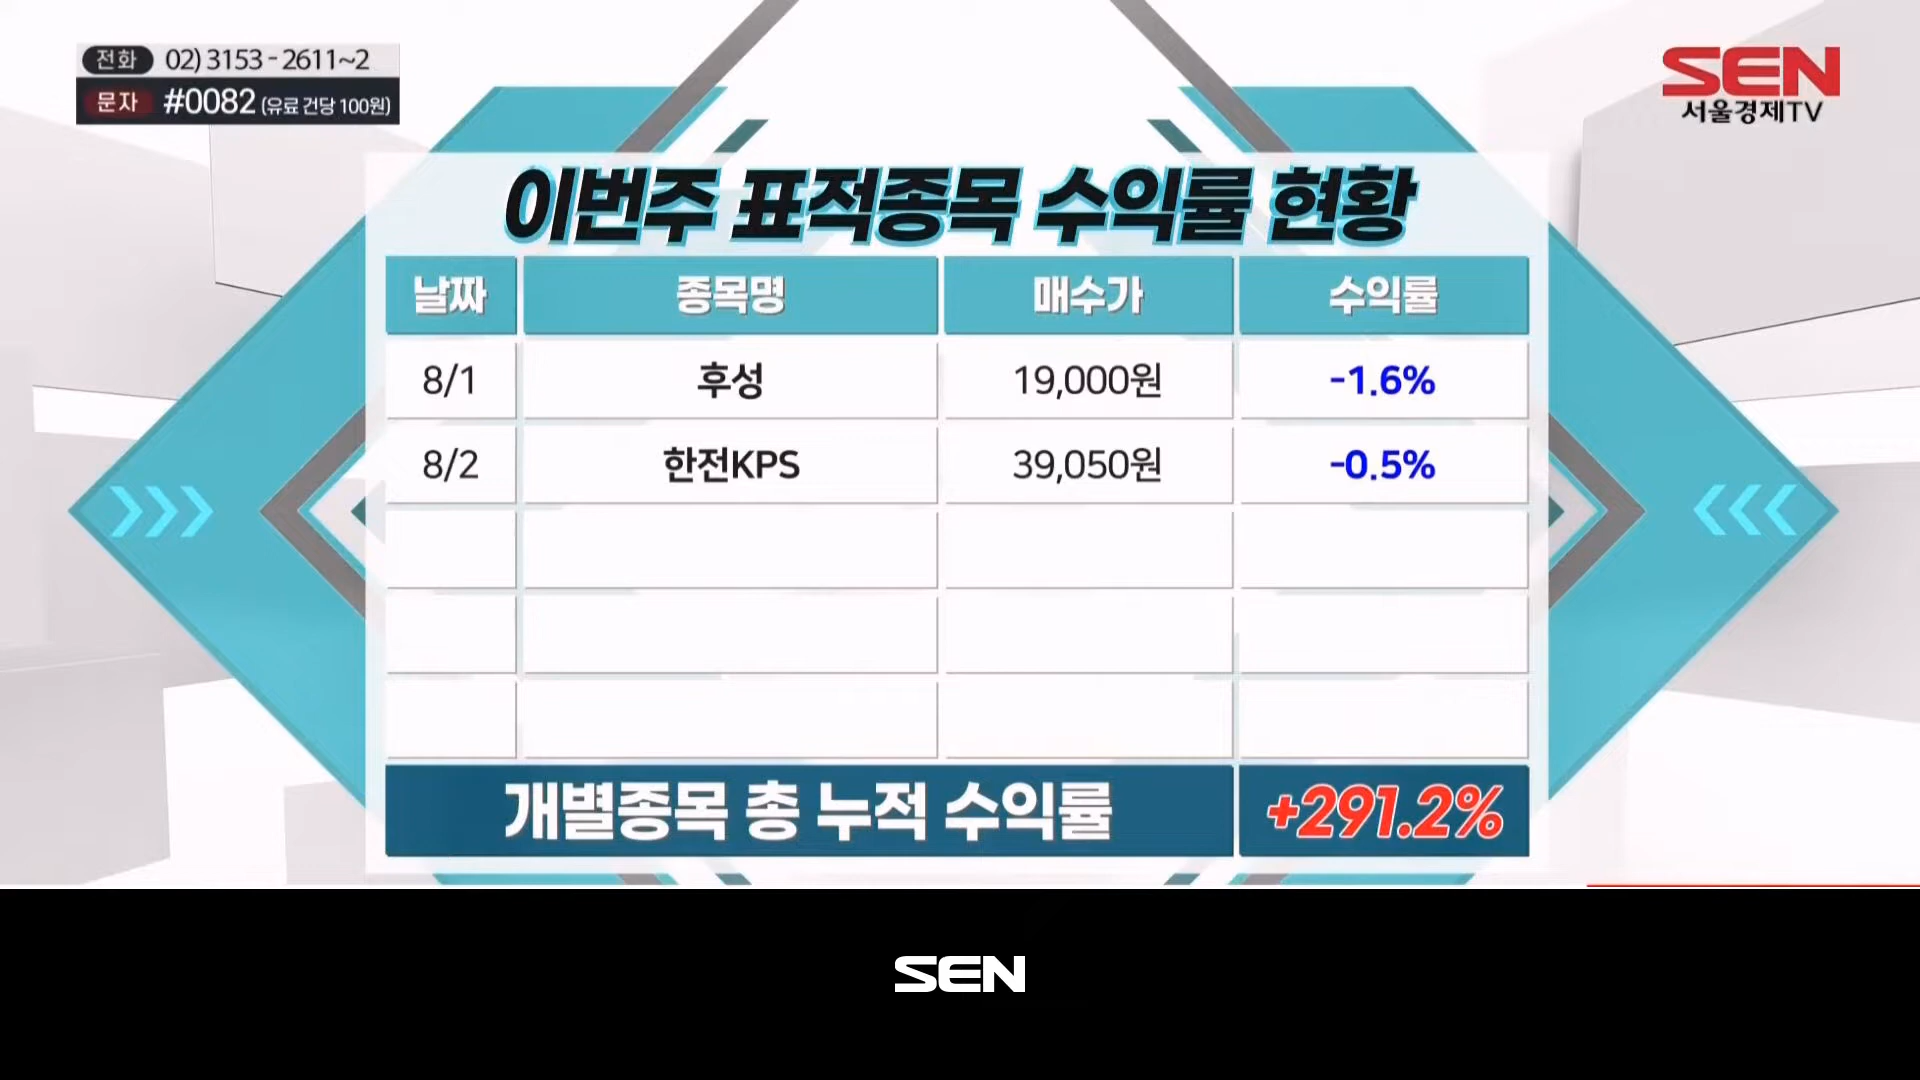 전화 02) 3153 - 2611~2
문자 #0082 (유료 건당 100원)
SEN
서울경제TV
이번주 표적종목 수익률 현황
날짜 종목명 매수가 수익률
8/1 후성 19,000원 -1.6%
8/2 한전KPS 39,050원 -0.5%
개별종목 총 누적 수익률 +291.2%
SEN